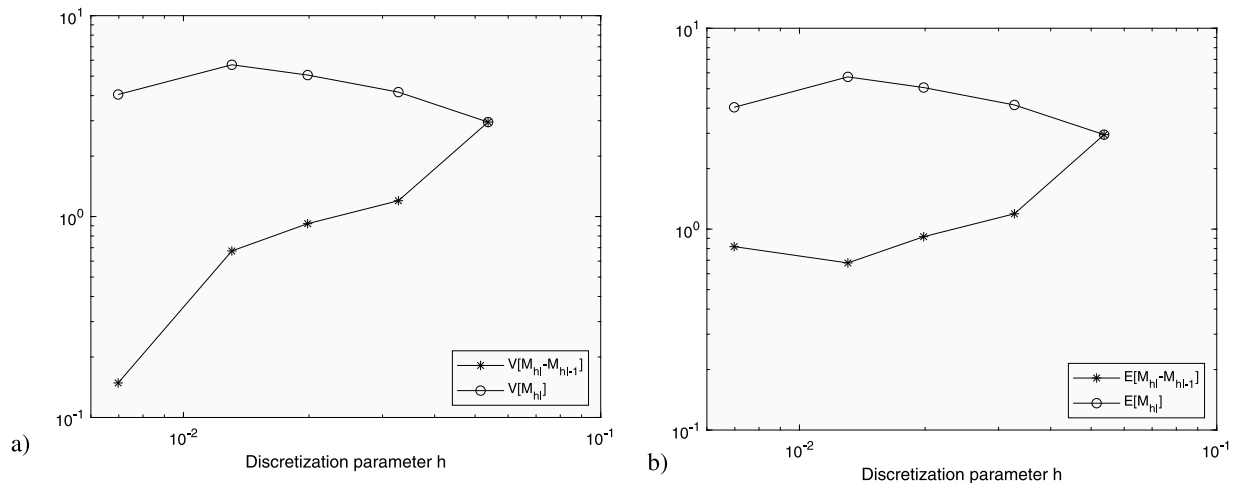 10^1
10^0
10^-1
10^-2
10^-1
Discretization parameter h
V[M_hl-M_hl-1]
V[M_hl]
a)
10^1
10^0
10^-1
10^-2
10^-1
Discretization parameter h
E[M_hl-M_hl-1]
E[M_hl]
b)